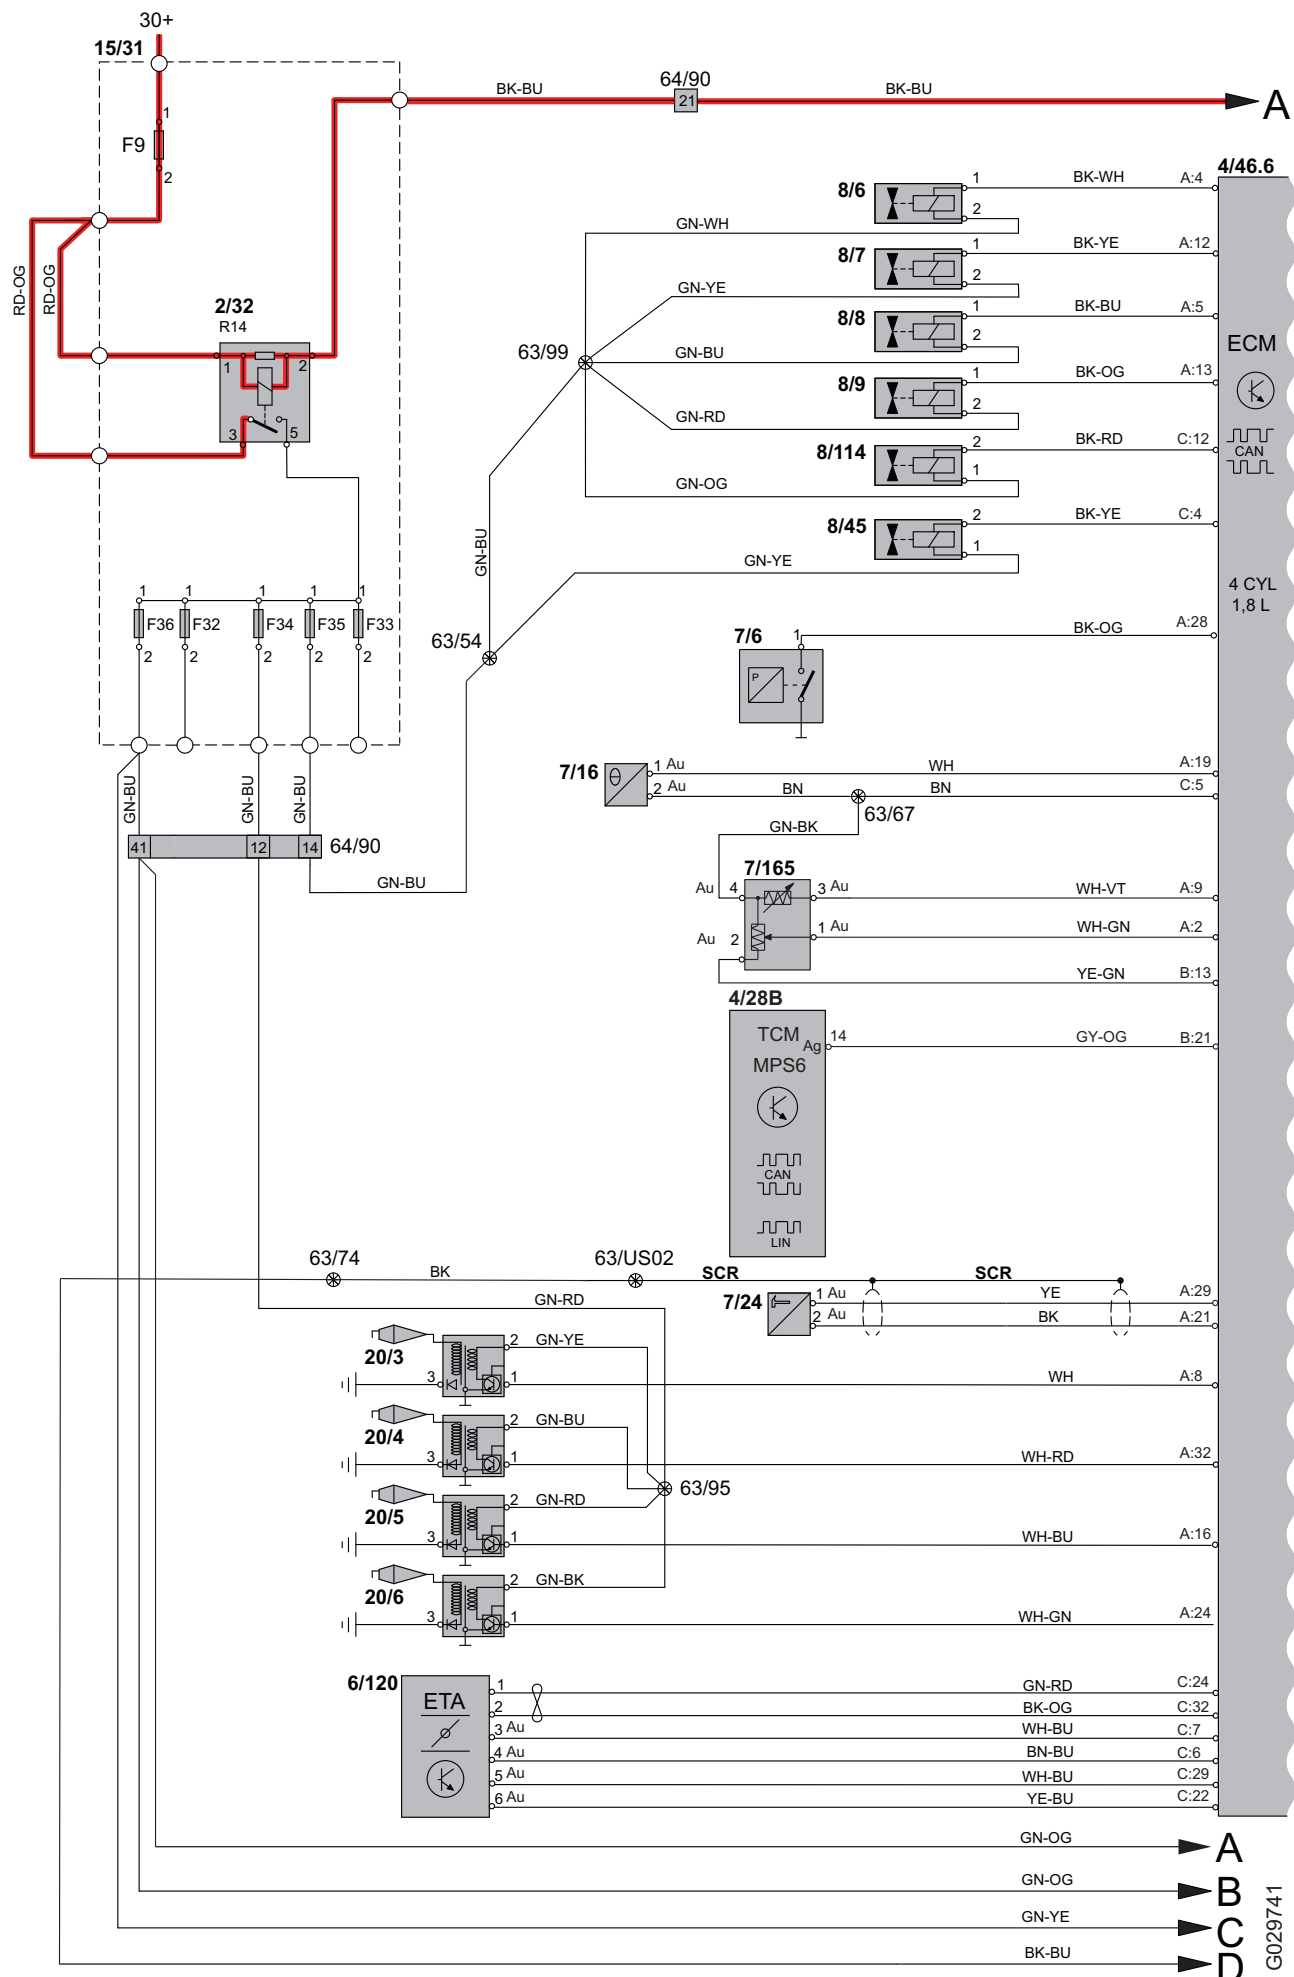 30+
15/31
64/90
BK-BU
21
BK-BU
A
1
F9
2
4/46.6
8/6
1
BK-WH
A:4
2
GN-WH
8/7
1
BK-YE
A:12
2
GN-YE
RD-OG
RD-OG
2/32
R14
1
2
3
5
8/8
1
BK-BU
A:5
2
GN-BU
63/99
ECM
8/9
1
BK-OG
A:13
2
GN-RD
8/114
2
BK-RD
C:12
1
CAN
GN-OG
8/45
2
BK-YE
C:4
1
GN-YE
GN-BU
4 CYL
1,8 L
1
1
1
1
1
F36
F32
F34
F35
F33
2
2
2
2
2
63/54
7/6
1
BK-OG
A:28
P
GN-BU
GN-BU
GN-BU
7/16
1 Au
WH
A:19
2 Au
BN
BN
C:5
63/67
GN-BK
41
12
14
64/90
GN-BU
7/165
Au
4
3
Au
WH-VT
A:9
Au
2
1
Au
WH-GN
A:2
YE-GN
B:13
4/28B
TCM
Ag
14
GY-OG
B:21
MPS6
CAN
LIN
63/74
BK
63/US02
SCR
SCR
7/24
1 Au
YE
A:29
2 Au
BK
A:21
GN-RD
20/3
2
GN-YE
3
1
WH
A:8
20/4
2
GN-BU
3
1
WH-RD
A:32
63/95
20/5
2
GN-RD
3
1
WH-BU
A:16
20/6
2
GN-BK
3
1
WH-GN
A:24
6/120
ETA
1
GN-RD
C:24
2
BK-OG
C:32
3 Au
WH-BU
C:7
4 Au
BN-BU
C:6
5 Au
WH-BU
C:29
6 Au
YE-BU
C:22
GN-OG
A
GN-OG
B
GN-YE
C
BK-BU
D
G029741